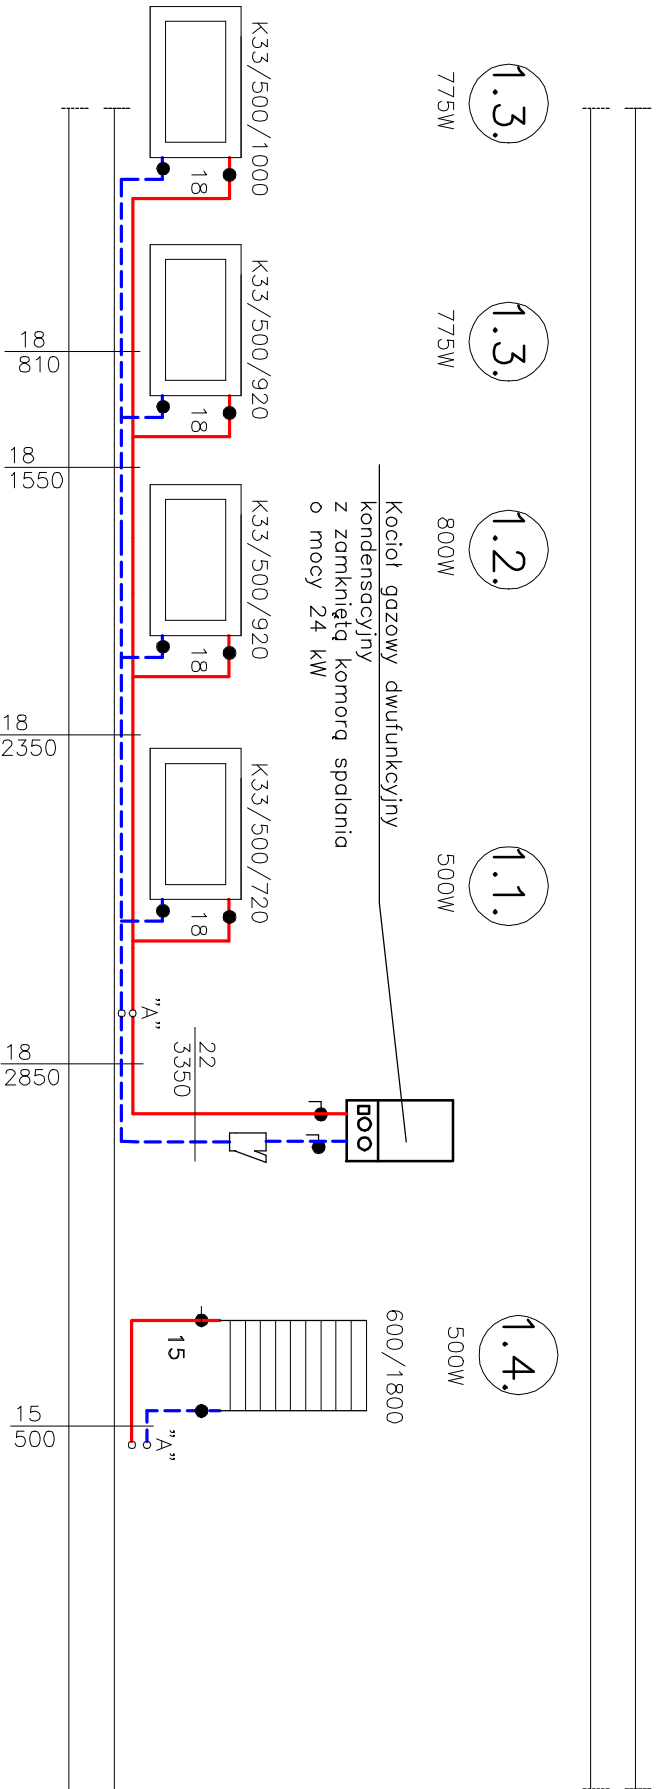 1.3.
775W
K33/500/1000
18
1.3.
775W
K33/500/920
18
18
810
18
1550
1.2.
800W
K33/500/920
18
18
2350
Kocioł gazowy dwufunkcyjny
kondensacyjny
z zamkniętą komorą spalania
o mocy 24 kW
1.1.
500W
K33/500/720
18
"A"
18
2850
22
3350
1.4.
500W
600/1800
15
"A"
15
500